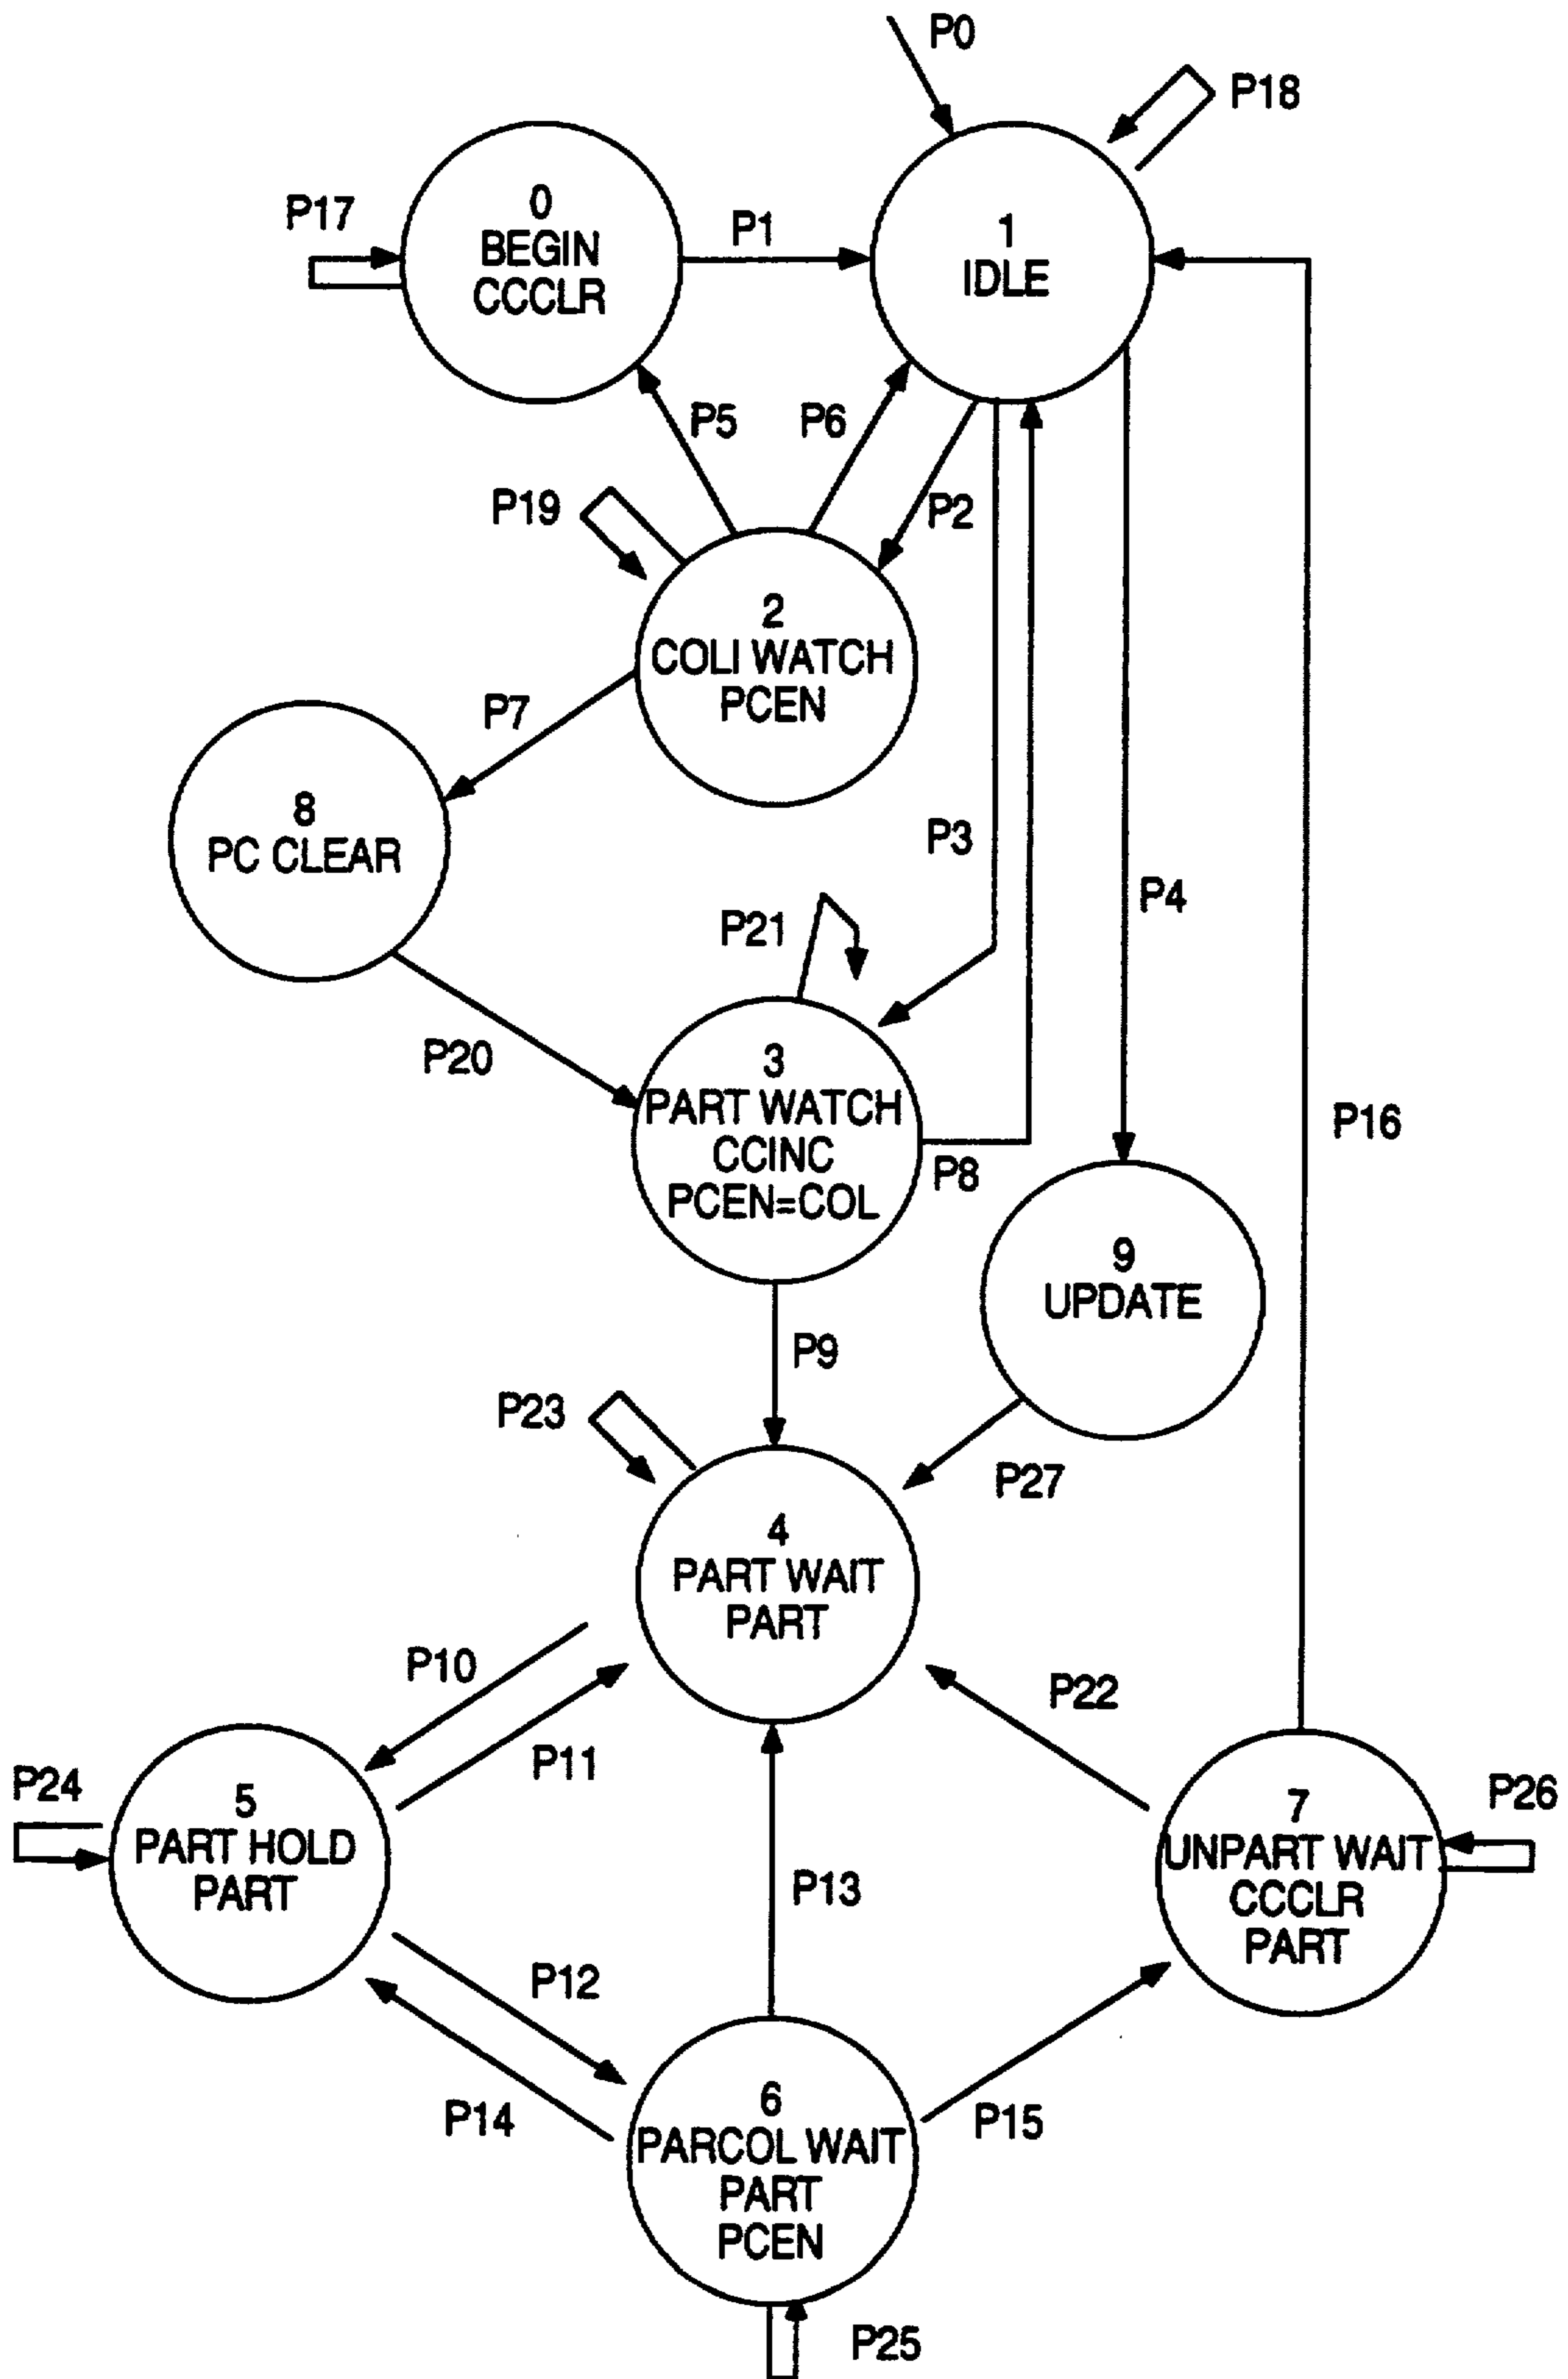 P0
P18
0
BEGIN
CCCLR
P17
P1
1
IDLE
P5
P6
P2
P19
2
COLI WATCH
PCEN
P7
8
PC CLEAR
P3
P4
P21
P20
3
PART WATCH
CCINC
PCEN=COL
P8
P16
9
UPDATE
P9
P23
P27
4
PART WAIT
PART
P10
P11
P22
P24
5
PART HOLD
PART
P13
7
UNPART WAIT
CCCLR
PART
P26
P12
P14
P15
6
PARCOL WAIT
PART
PCEN
P25